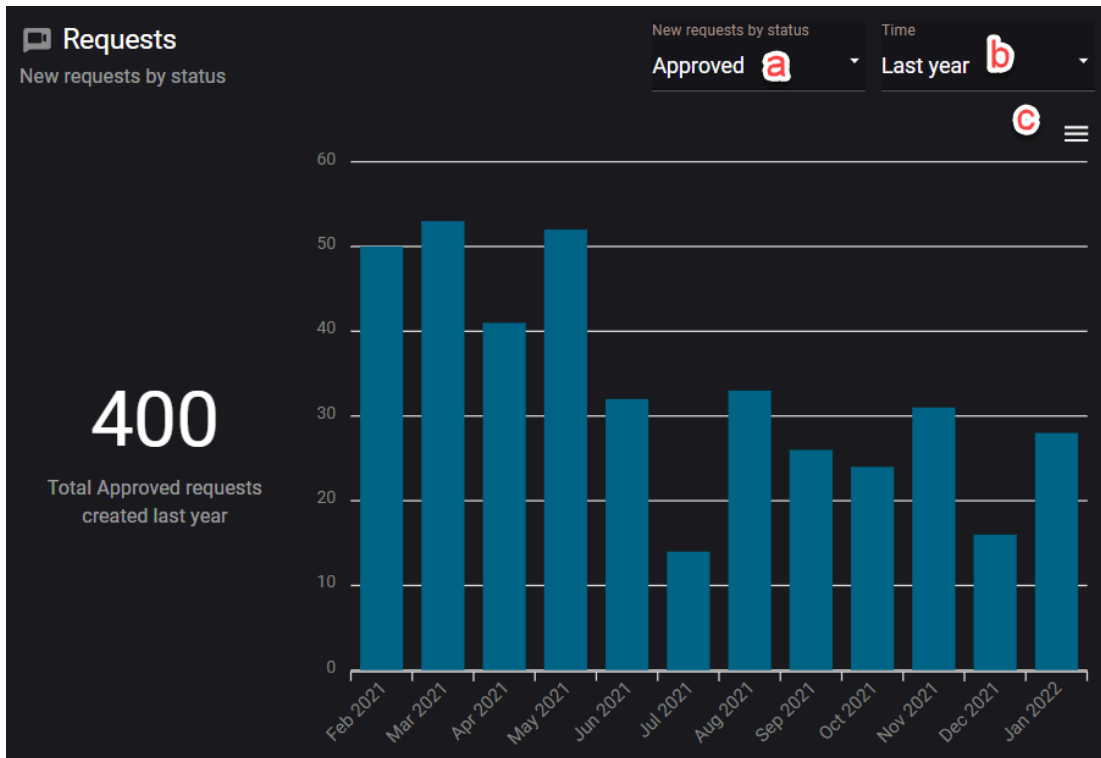 Requests
New requests by status
New requests by status
Approved a
Time
Last year b
c
60
50
40
30
20
10
0
400
Total Approved requests
created last year
Feb 2021
Mar 2021
Apr 2021
May 2021
Jun 2021
Jul 2021
Aug 2021
Sep 2021
Oct 2021
Nov 2021
Dec 2021
Jan 2022